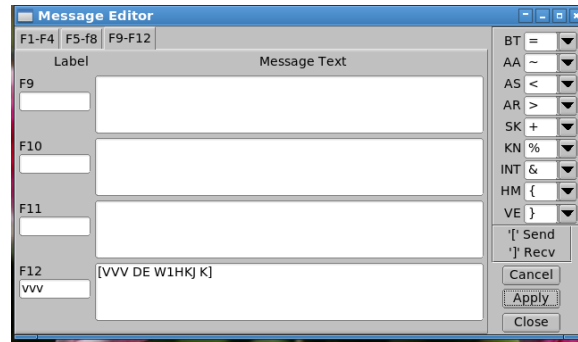 Message Editor
F1-F4 F5-f8 F9-F12
Label Message Text
F9
F10
F11
F12
vvv
[VVV DE W1HKJ K]
BT =
AA ~
AS <
AR >
SK +
KN %
INT &
HM {
VE }
'[' Send
']' Recv
Cancel
Apply
Close